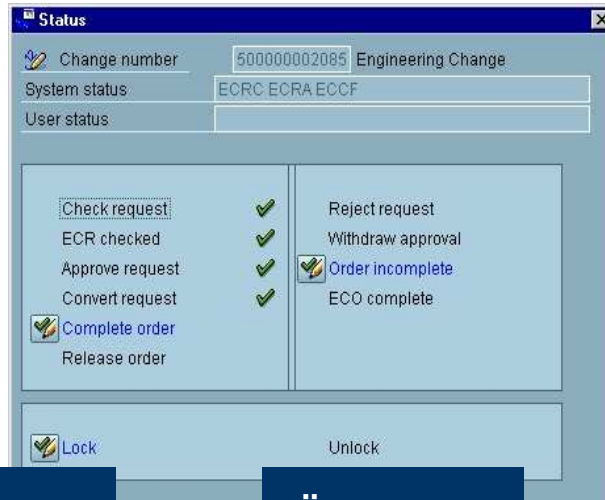 Status
Change number 500000002085 Engineering Change
System status ECRC ECRA ECCF
User status
Check request
ECR checked
Approve request
Convert request
Complete order
Release order
Reject request
Withdraw approval
Order incomplete
ECO complete
Lock
Unlock